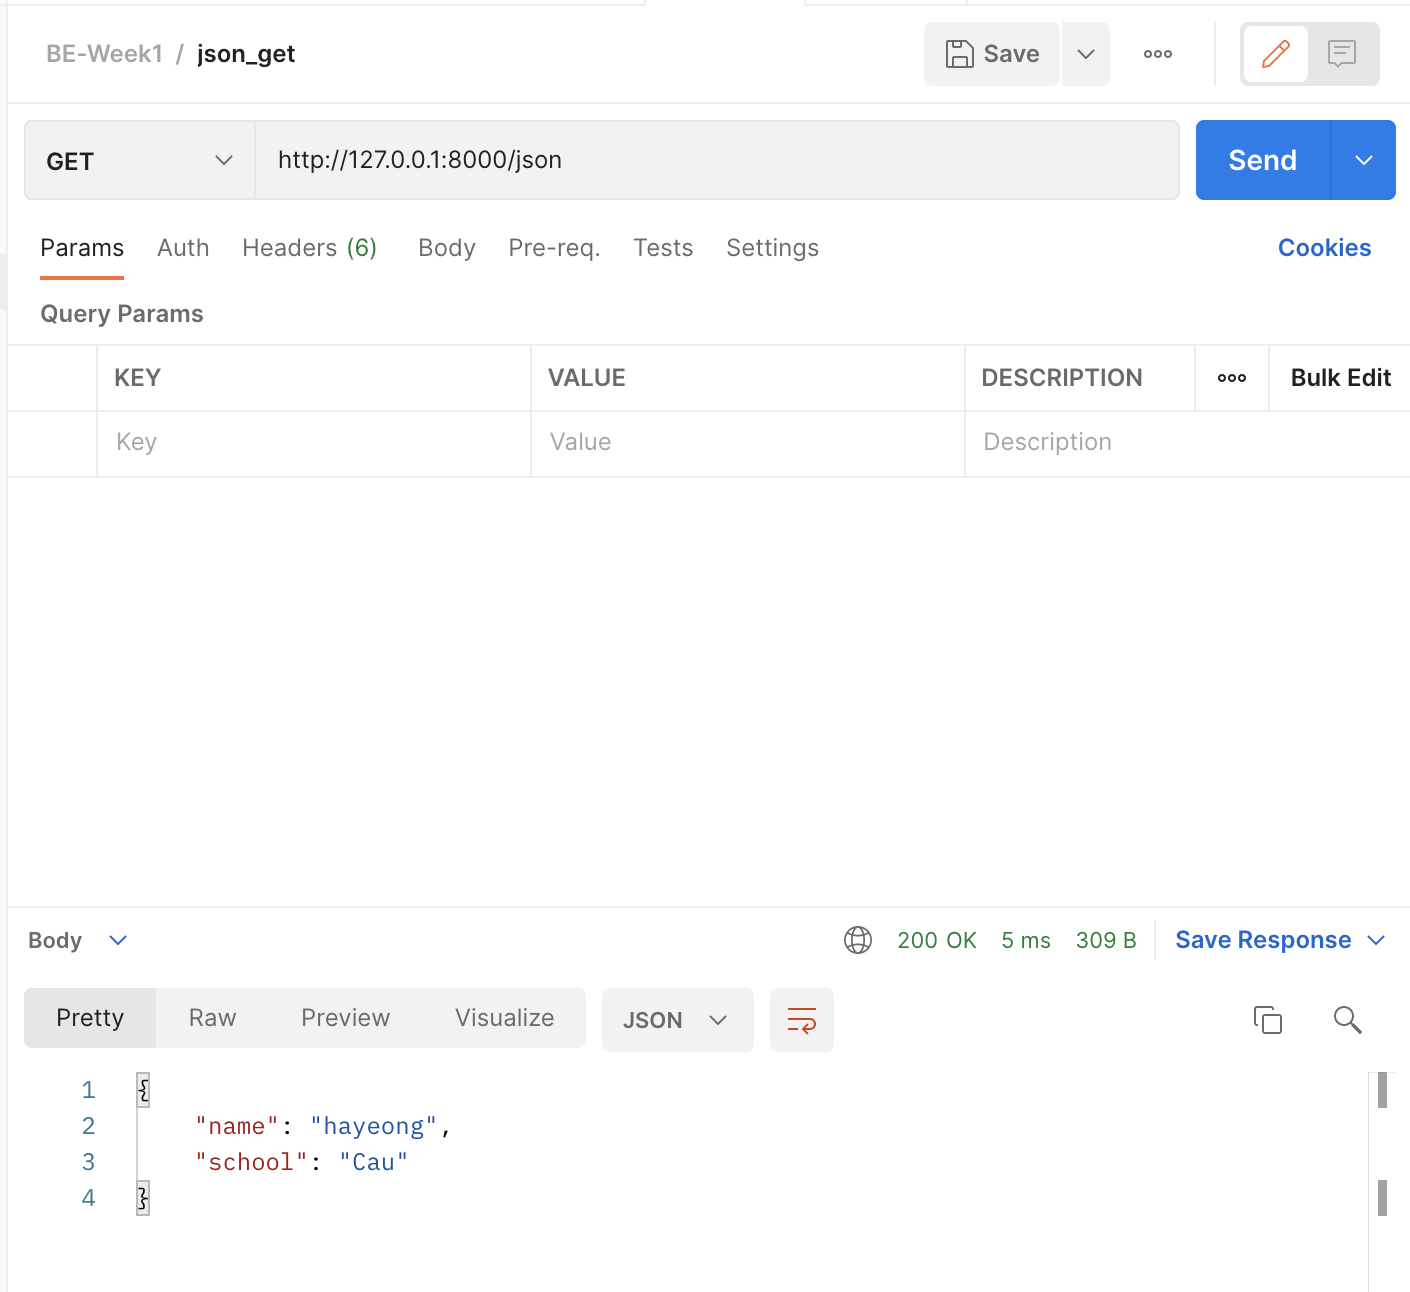 BE-Week1 / json_get
Save
GET
http://127.0.0.1:8000/json
Send
Params Auth Headers (6) Body Pre-req. Tests Settings Cookies
Query Params
KEY VALUE DESCRIPTION Bulk Edit
Key Value Description
Body 200 OK 5 ms 309 B Save Response
Pretty Raw Preview Visualize JSON
1 {
2 "name": "hayeong",
3 "school": "Cau"
4 }